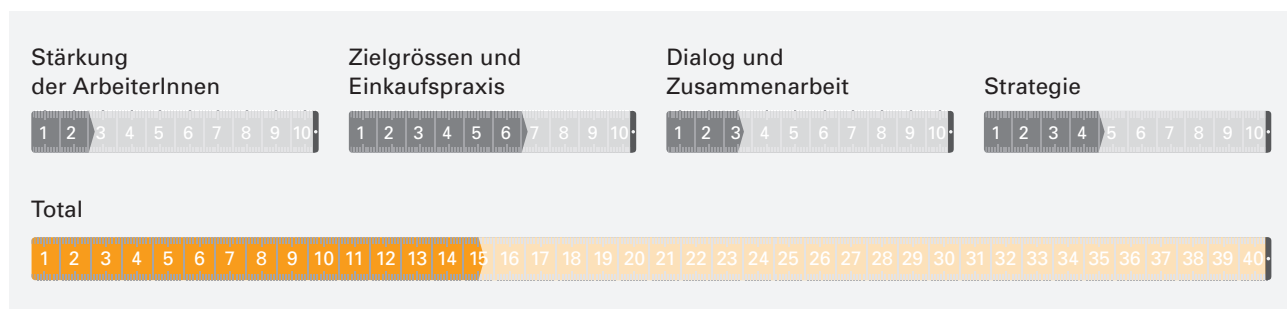 Stärkung
der ArbeiterInnen
Zielgrössen und
Einkaufspraxis
Dialog und
Zusammenarbeit
Strategie
1 2 3 4 5 6 7 8 9 10
1 2 3 4 5 6 7 8 9 10
1 2 3 4 5 6 7 8 9 10
1 2 3 4 5 6 7 8 9 10
Total
1 2 3 4 5 6 7 8 9 10 11 12 13 14 15 16 17 18 19 20 21 22 23 24 25 26 27 28 29 30 31 32 33 34 35 36 37 38 39 40